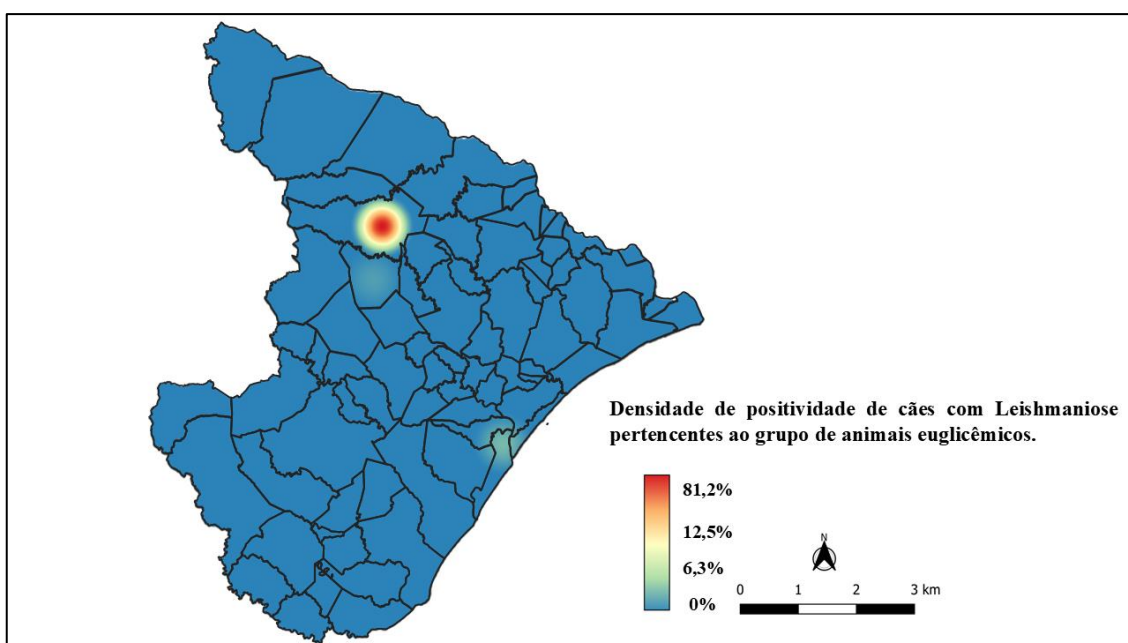 Densidade de positividade de cães com Leishmaniose
pertencentes ao grupo de animais euglicêmicos.
81,2%
12,5%
6,3%
0%
N
0 1 2 3 km